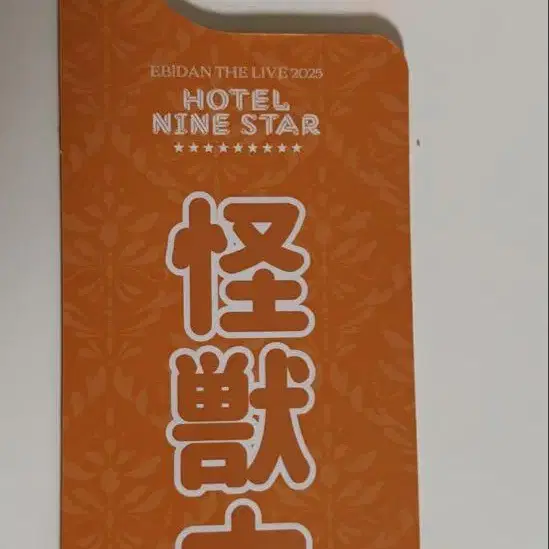 EBiDAN THE LIVE 2025
HOTEL
NINE STAR
★★★★★★★★★
怪獣